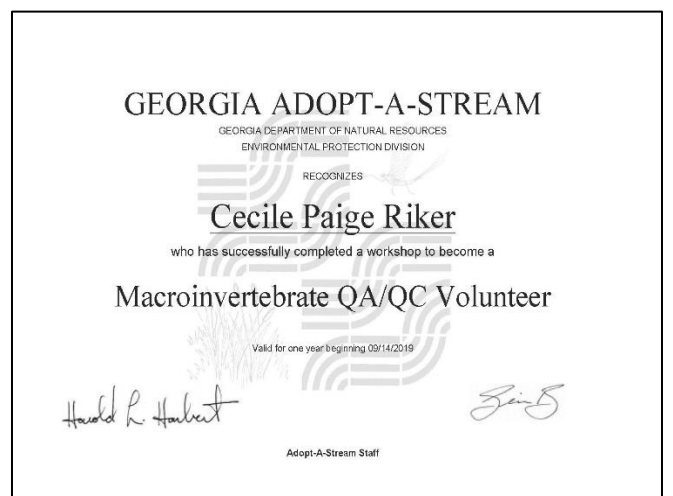 GEORGIA ADOPT-A-STREAM
GEORGIA DEPARTMENT OF NATURAL RESOURCES
ENVIRONMENTAL PROTECTION DIVISION
RECOGNIZES
Cecile Paige Riker
who has successfully completed a workshop to become a
Macroinvertebrate QA/QC Volunteer
Valid for one year beginning 09/14/2019
Harold L. Harbert
Adopt-A-Stream Staff